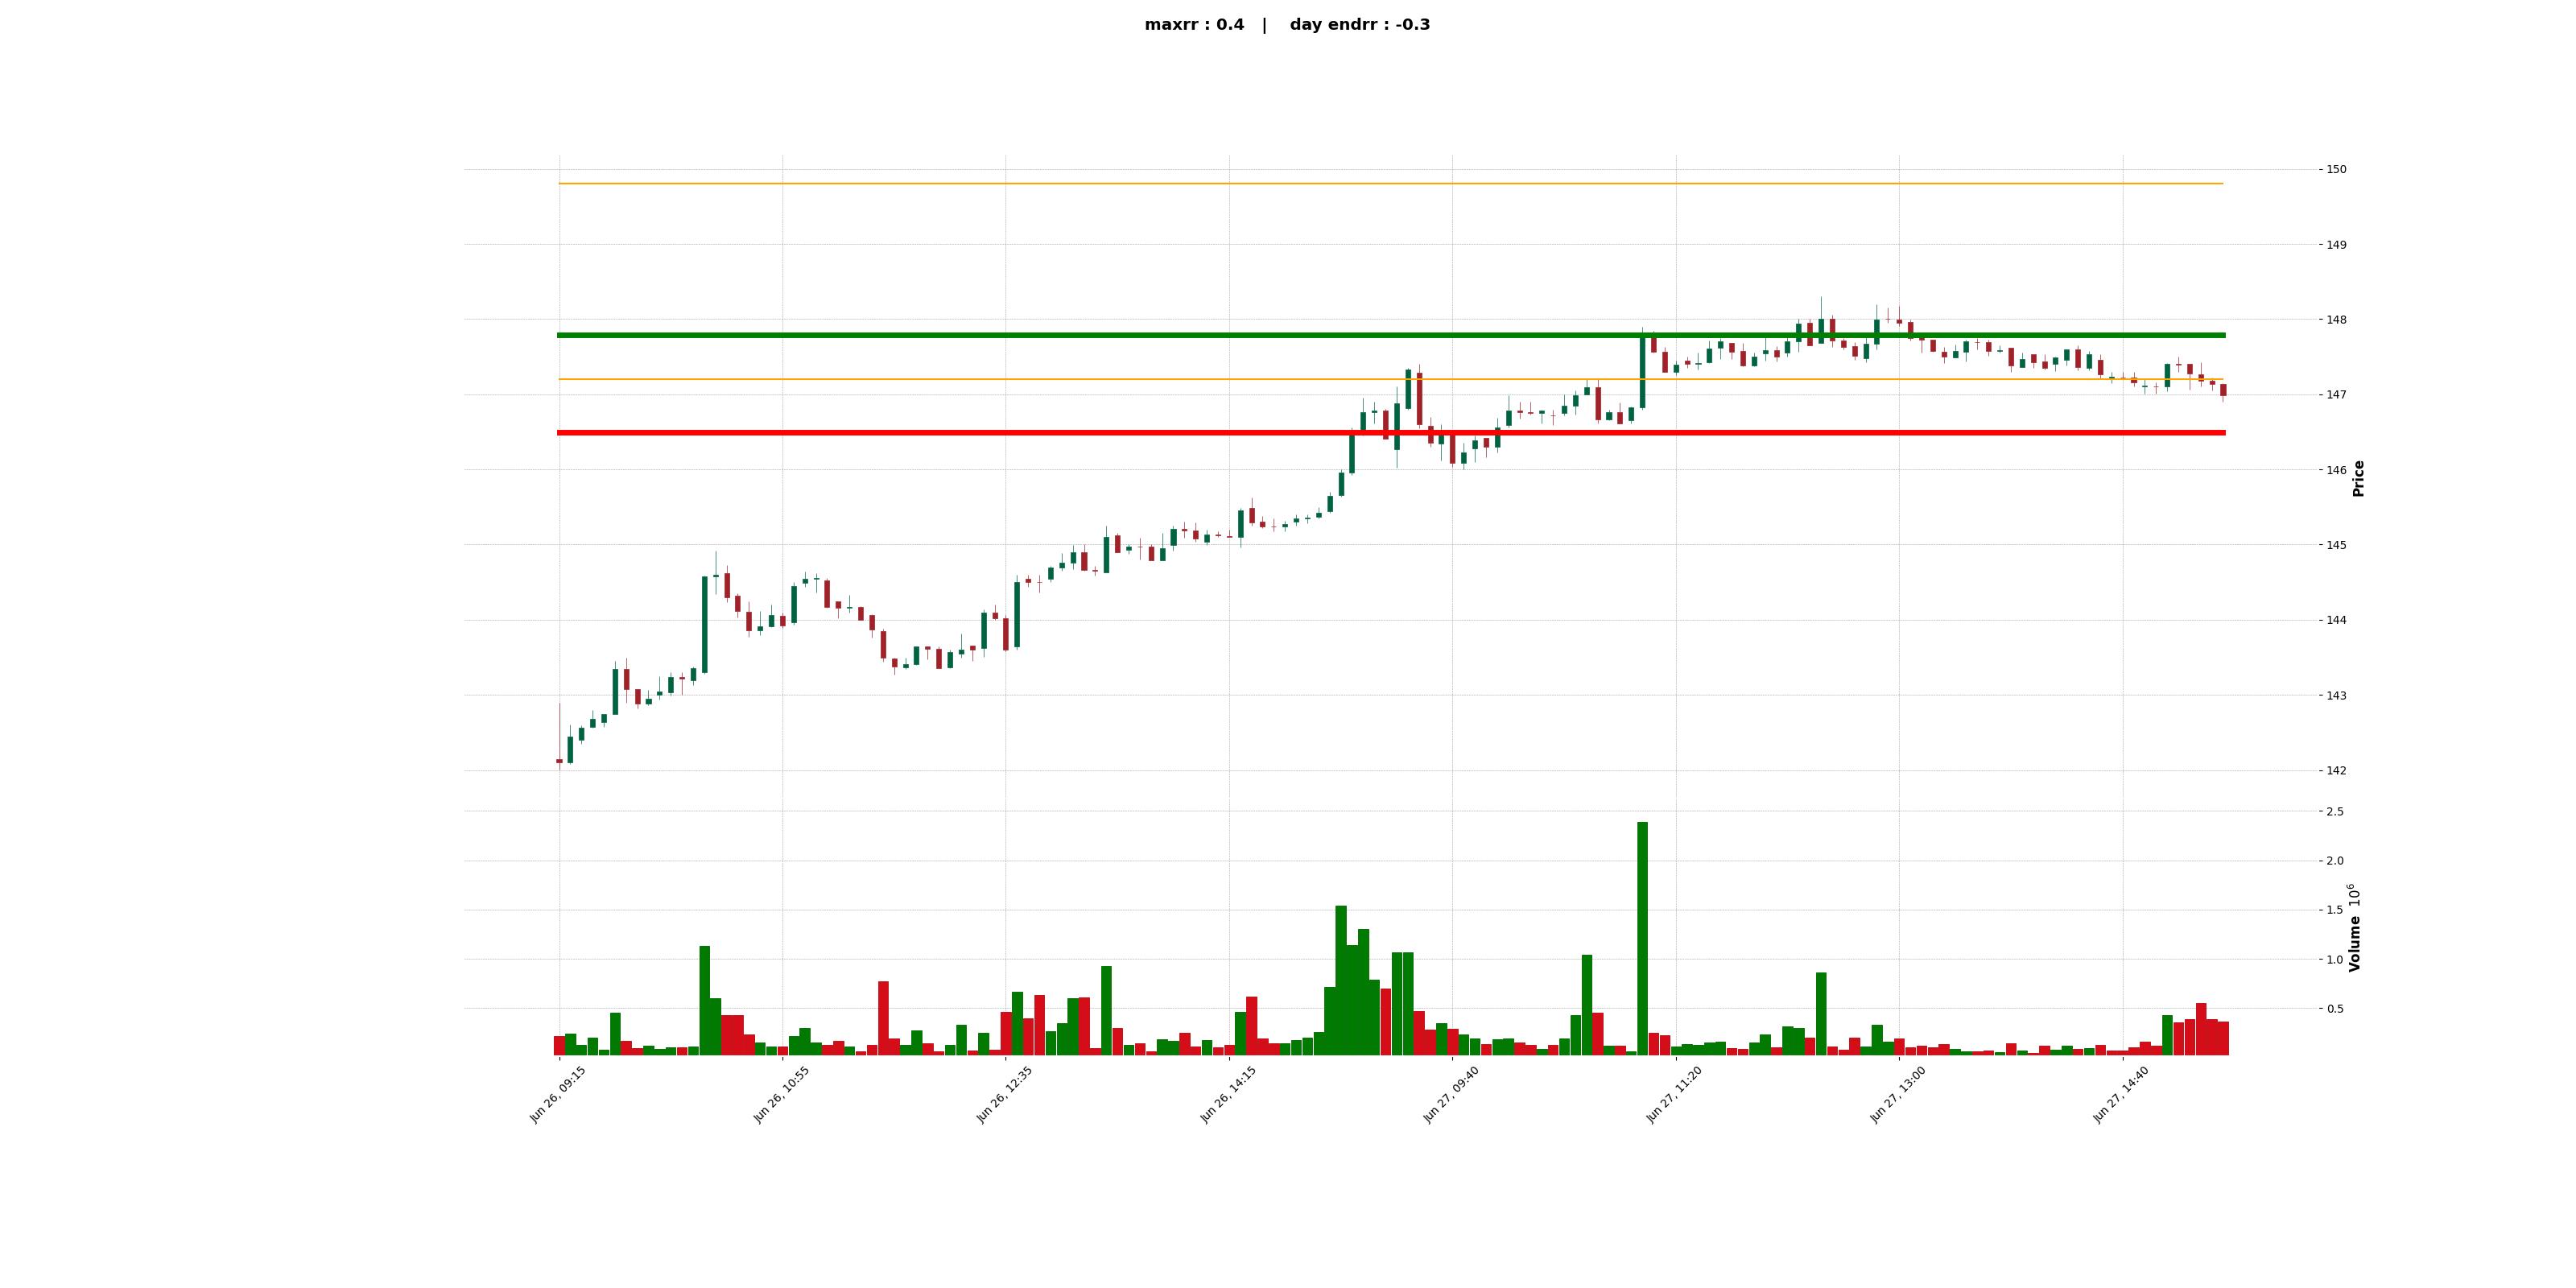 maxrr : 0.4   |    day endrr : -0.3
150
149
148
147
146
145
144
143
142
Price
2.5
2.0
1.5
1.0
0.5
Volume 10⁶
Jun 26, 09:15
Jun 26, 10:55
Jun 26, 12:35
Jun 26, 14:15
Jun 27, 09:40
Jun 27, 11:20
Jun 27, 13:00
Jun 27, 14:40